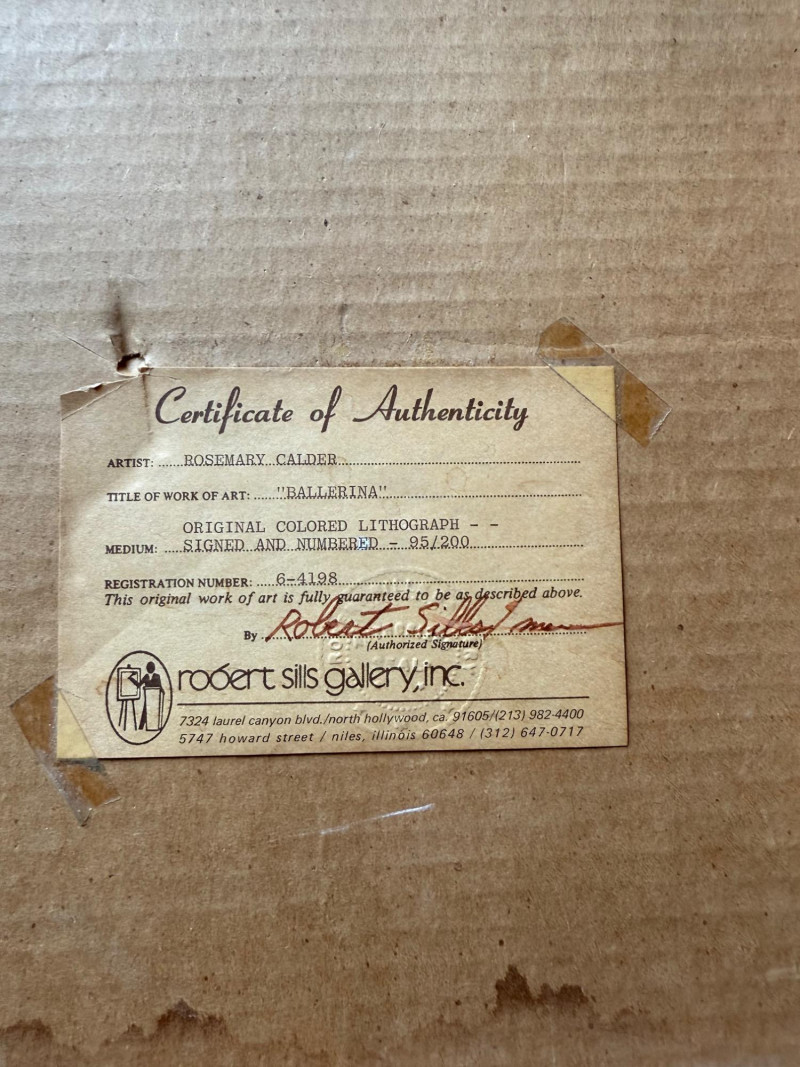 Certificate of Authenticity
ARTIST: ROSEMARY CALDER
TITLE OF WORK OF ART: "BALLERINA"
ORIGINAL COLORED LITHOGRAPH - -
MEDIUM: SIGNED AND NUMBERED - 95/200
REGISTRATION NUMBER: 6-4198
This original work of art is fully guaranteed to be as described above.
By Robert Sills
(Authorized Signature)
robert sills gallery, inc.
7324 laurel canyon blvd./north hollywood, ca. 91605/(213) 982-4400
5747 howard street / niles, illinois 60648 / (312) 647-0717